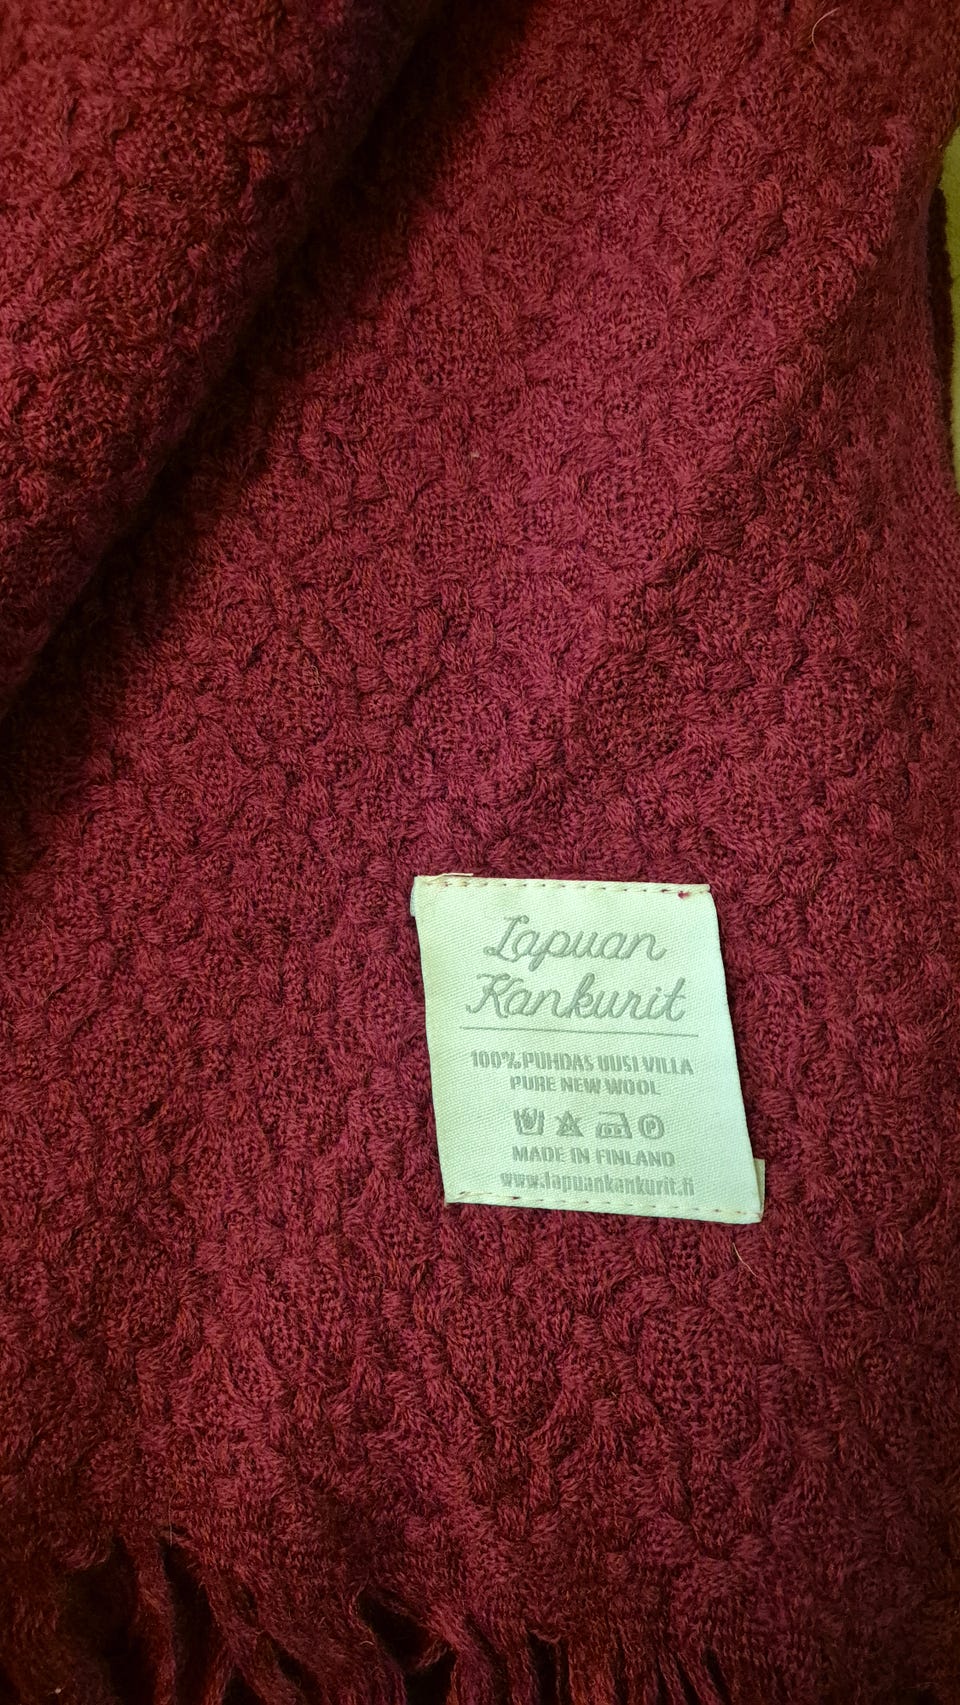 Lapuan
Kankurit
100% PUHDAS UUSI VILLA
PURE NEW WOOL
P
MADE IN FINLAND
www.lapuankankurit.fi